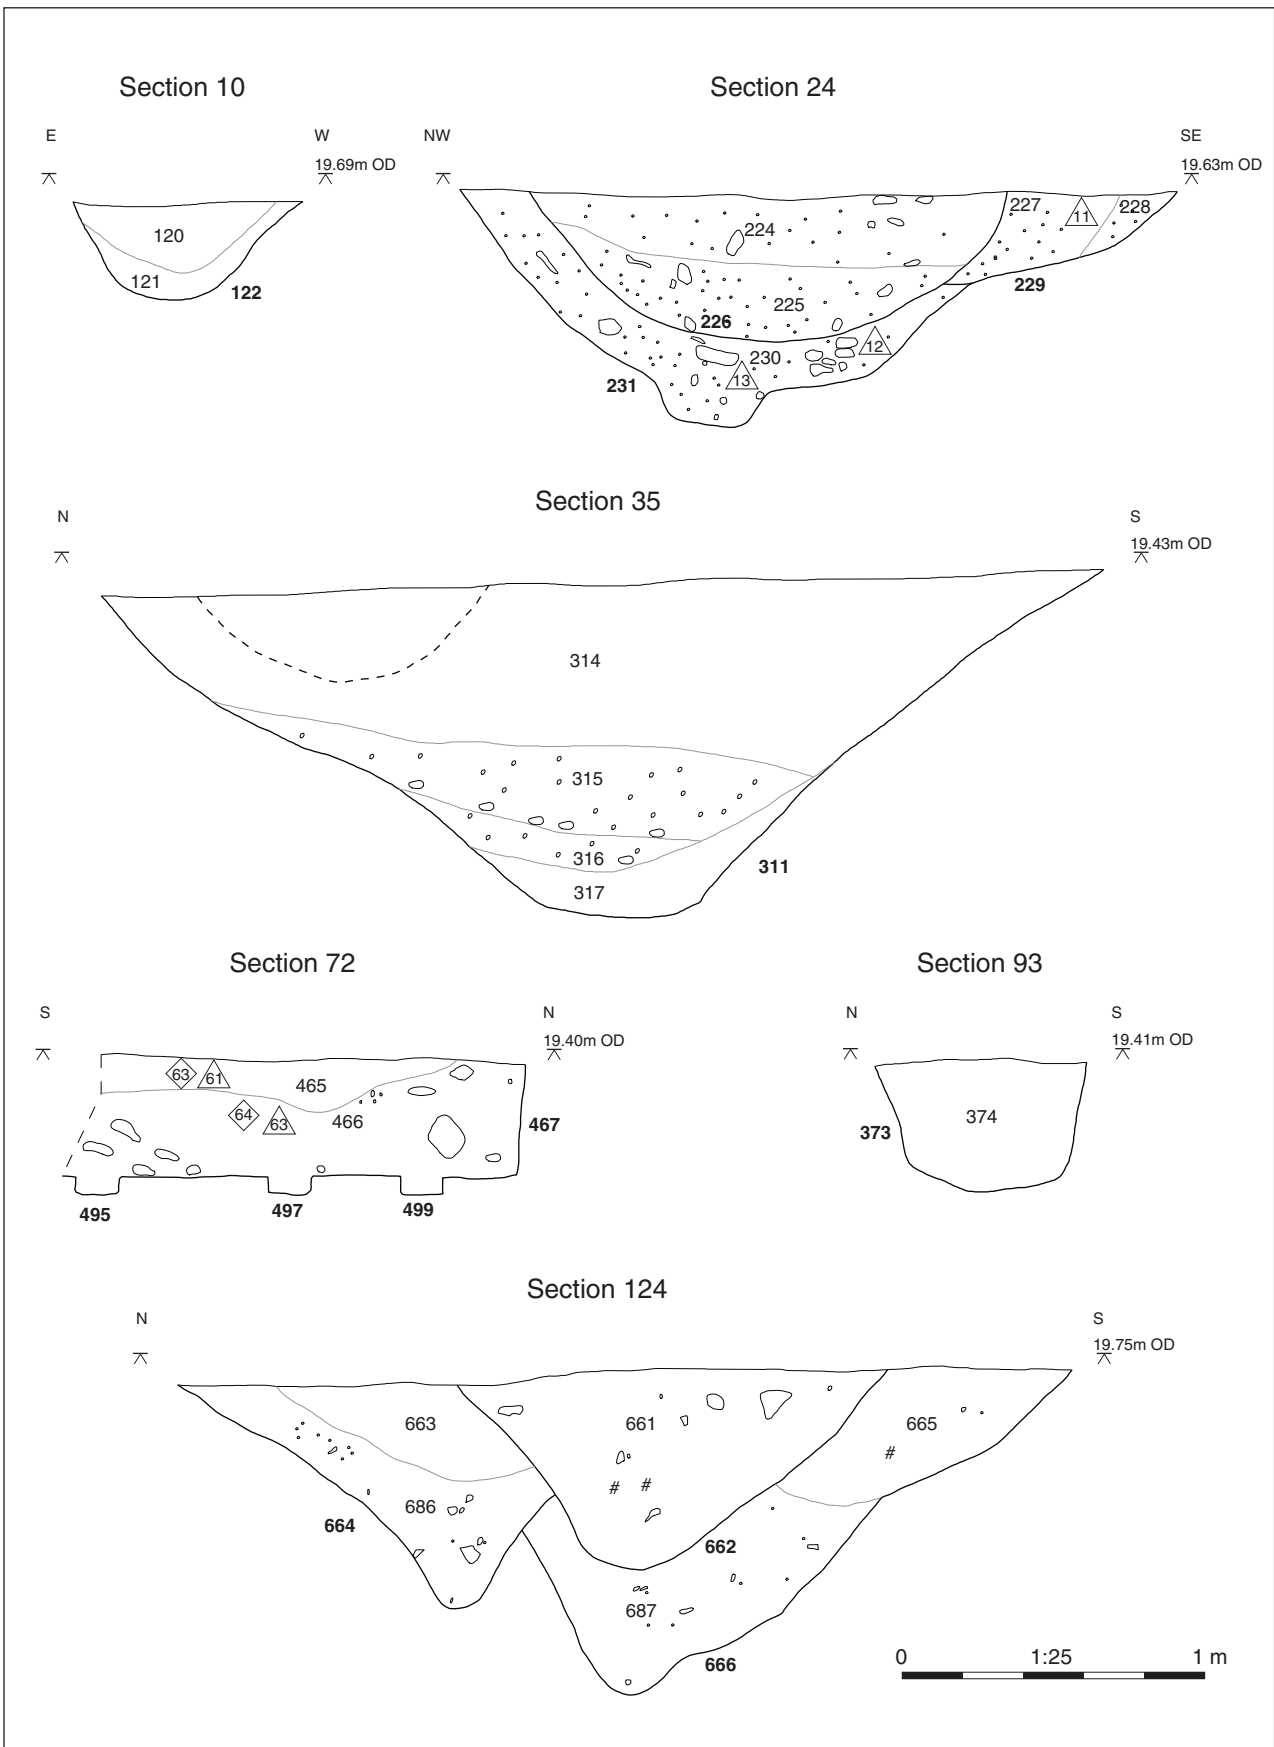 Section 10
E
W
19.69m OD
120
121
122
Section 24
NW
SE
19.63m OD
224
227
11
228
225
226
229
230
12
13
231
Section 35
N
S
19.43m OD
314
315
316
317
311
Section 72
S
N
19.40m OD
63
61
465
64
63
466
467
495
497
499
Section 93
N
S
19.41m OD
373
374
Section 124
N
S
19.75m OD
663
661
665
#
# #
686
664
662
687
666
0 1:25 1 m